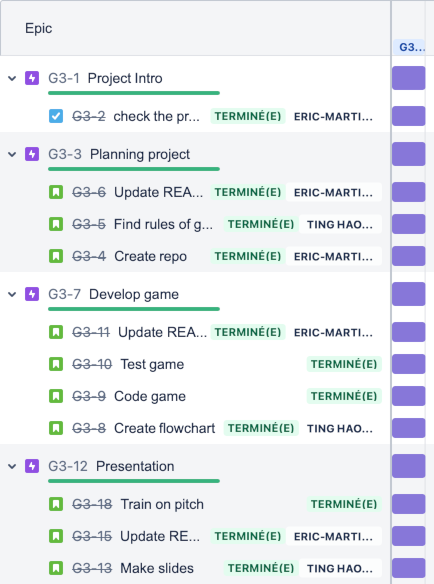 Epic
G3...
G3-1 Project Intro
G3-2 check the pr... TERMINÉ(E) ERIC-MARTI...
G3-3 Planning project
G3-6 Update REA... TERMINÉ(E) ERIC-MARTI...
G3-5 Find rules of g... TERMINÉ(E) TING HAO...
G3-4 Create repo TERMINÉ(E) ERIC-MARTI...
G3-7 Develop game
G3-11 Update REA... TERMINÉ(E) ERIC-MARTI...
G3-10 Test game TERMINÉ(E)
G3-9 Code game TERMINÉ(E)
G3-8 Create flowchart TERMINÉ(E) TING HAO...
G3-12 Presentation
G3-18 Train on pitch TERMINÉ(E)
G3-15 Update RE... TERMINÉ(E) ERIC-MARTI...
G3-13 Make slides TERMINÉ(E) TING HAO...